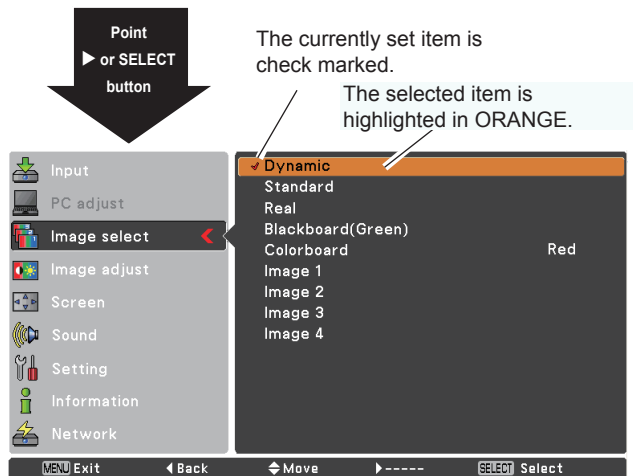 Point
▶ or SELECT
button
The currently set item is
check marked.
The selected item is
highlighted in ORANGE.
Input
PC adjust
Image select
Image adjust
Screen
Sound
Setting
Information
Network
✓ Dynamic
Standard
Real
Blackboard(Green)
Colorboard Red
Image 1
Image 2
Image 3
Image 4
MENU Exit ◀Back ◆Move ▶----- SELECT Select